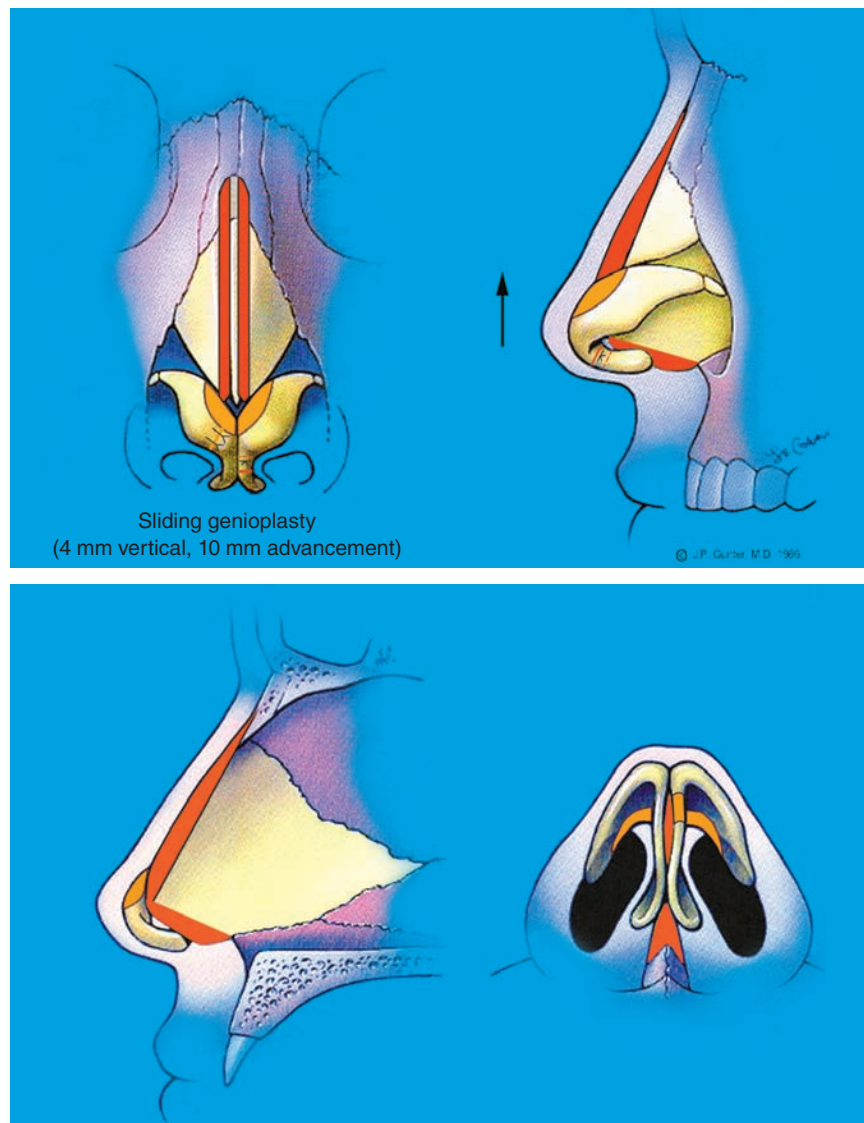 Sliding genioplasty
(4 mm vertical, 10 mm advancement)
© J.P. Gunter, M.D. 1986